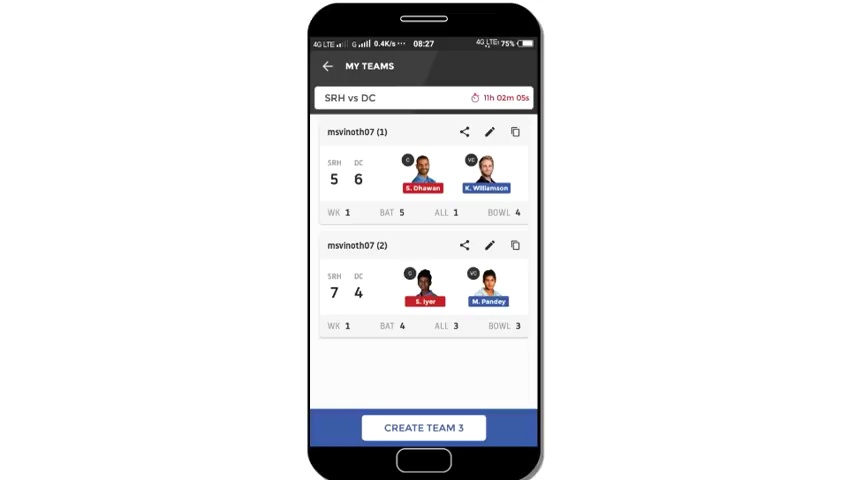 4G LTE G 0.4K/s ••• 08:27 4G LTE 75%
MY TEAMS
SRH vs DC 11h 02m 05s
msvinoth07 (1)
SRH DC
5 6
C VC
S. Dhawan K. Williamson
WK 1 BAT 5 ALL 1 BOWL 4
msvinoth07 (2)
SRH DC
7 4
C VC
S. Iyer M. Pandey
WK 1 BAT 4 ALL 3 BOWL 3
CREATE TEAM 3